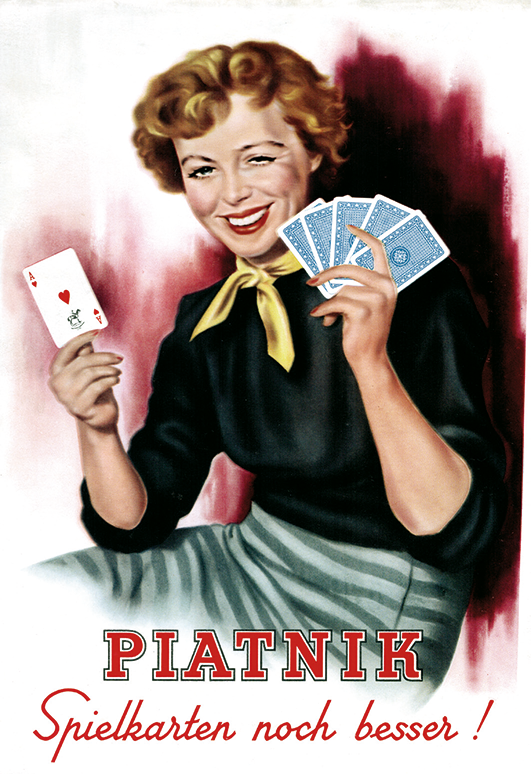 A
A
PIATNIK
Spielkarten noch besser !